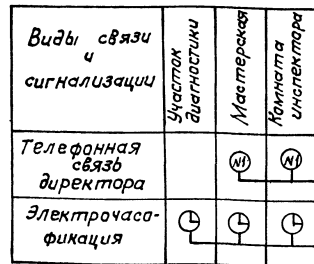 Виды связи
и
сигнализации
Участок
диагностики
Мастерская
Комната
инспектора
Телефонная
связь
директора
№1
№1
Электрочасо-
фикация